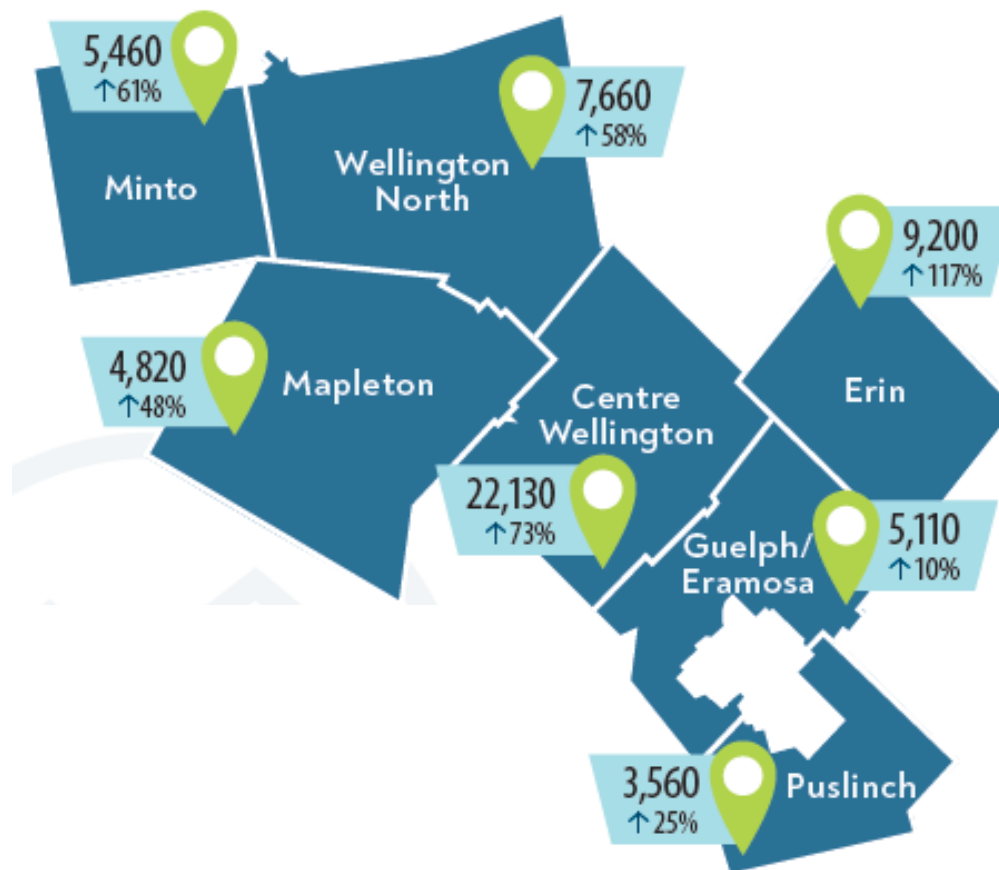 5,460
↑61%
Minto
7,660
↑58%
Wellington
North
9,200
↑117%
Erin
4,820
↑48%
Mapleton
Centre
Wellington
22,130
↑73%
5,110
↑10%
Guelph/
Eramosa
3,560
↑25%
Puslinch